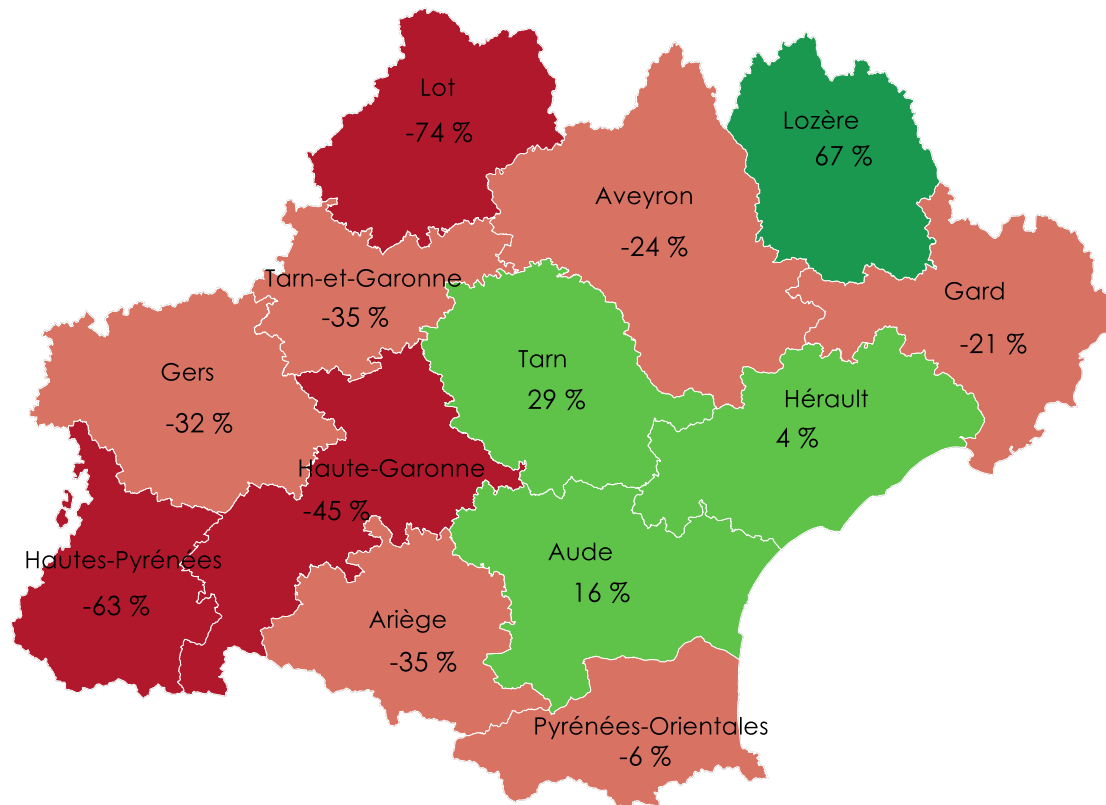 Lot
-74 %
Lozère
67 %
Aveyron
-24 %
Tarn-et-Garonne
-35 %
Gard
-21 %
Gers
-32 %
Tarn
29 %
Hérault
4 %
Haute-Garonne
-45 %
Hautes-Pyrénées
-63 %
Aude
16 %
Ariège
-35 %
Pyrénées-Orientales
-6 %